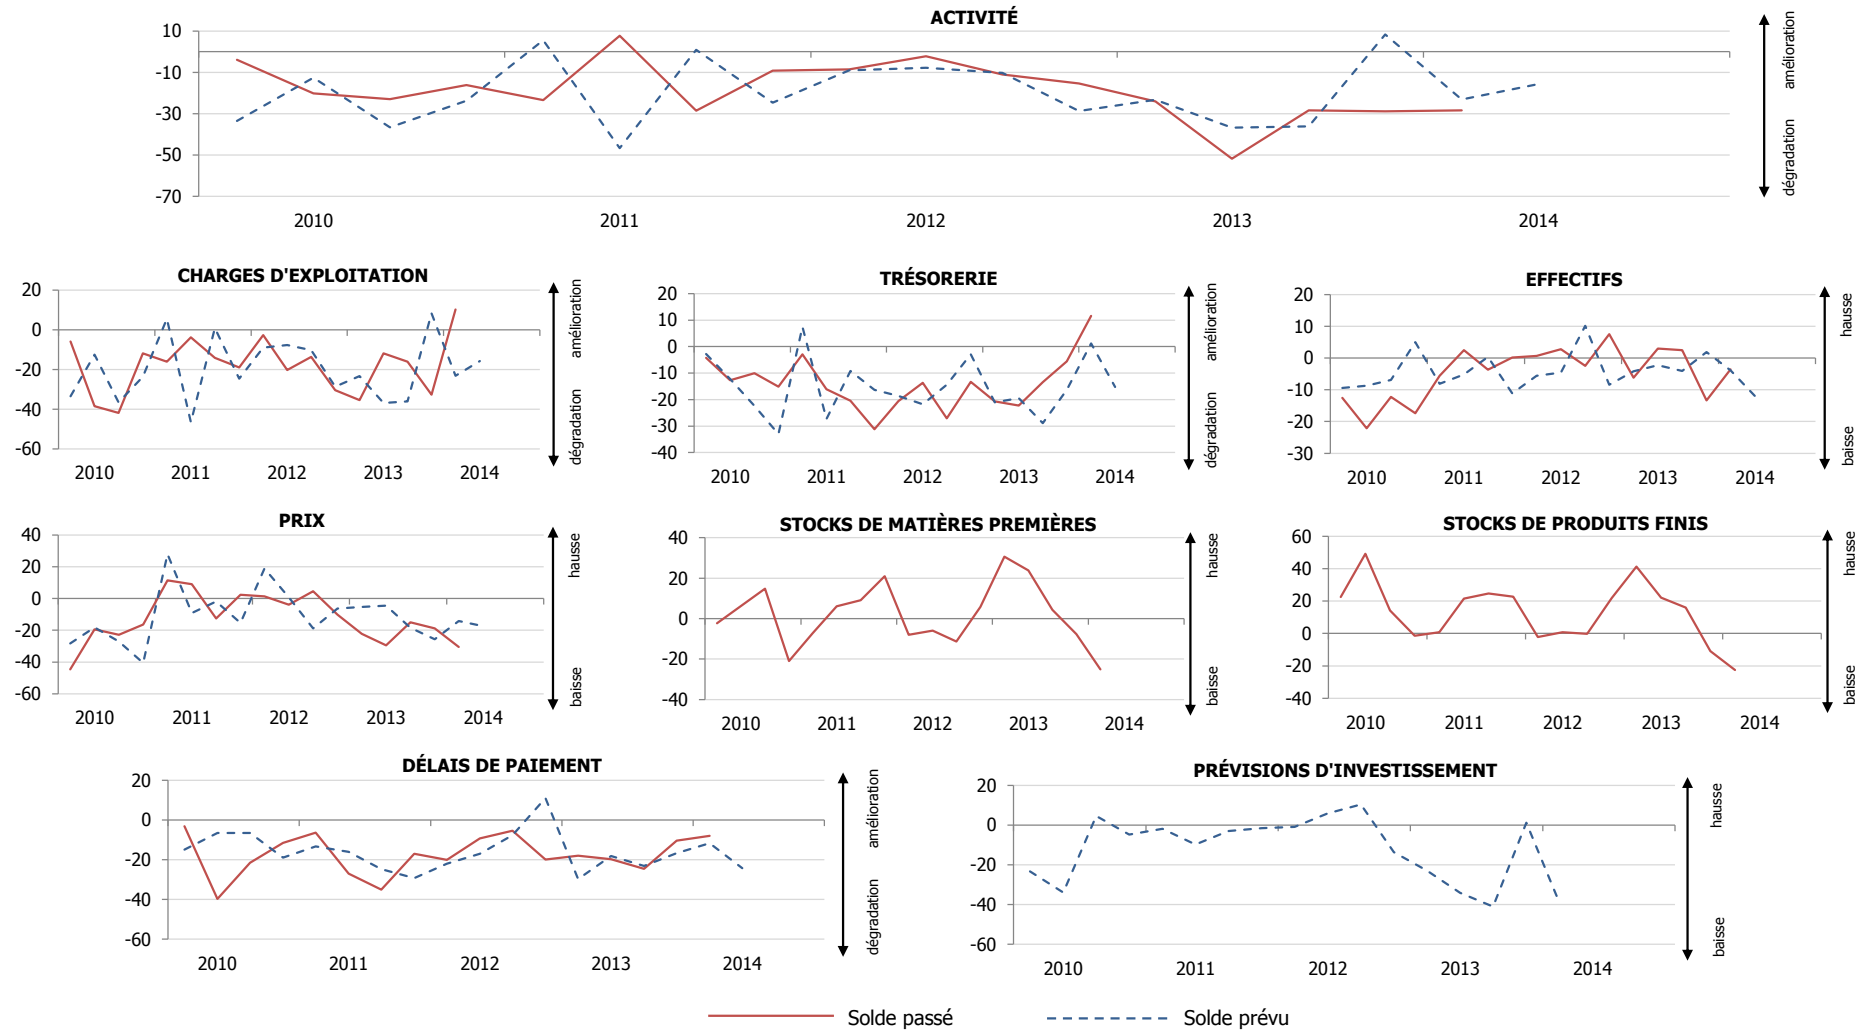 ACTIVITÉ
10
-10
-30
-50
-70
2010 2011 2012 2013 2014
amélioration
dégradation
CHARGES D'EXPLOITATION
20
0
-20
-40
-60
2010 2011 2012 2013 2014
amélioration
dégradation
TRÉSORERIE
20
10
0
-10
-20
-30
-40
2010 2011 2012 2013 2014
amélioration
dégradation
EFFECTIFS
20
10
0
-10
-20
-30
2010 2011 2012 2013 2014
hausse
baisse
PRIX
40
20
0
-20
-40
-60
2010 2011 2012 2013 2014
hausse
baisse
STOCKS DE MATIÈRES PREMIÈRES
40
20
0
-20
-40
2010 2011 2012 2013 2014
hausse
baisse
STOCKS DE PRODUITS FINIS
60
40
20
0
-20
-40
2010 2011 2012 2013 2014
hausse
baisse
DÉLAIS DE PAIEMENT
20
0
-20
-40
-60
2010 2011 2012 2013 2014
amélioration
dégradation
PRÉVISIONS D'INVESTISSEMENT
20
0
-20
-40
-60
2010 2011 2012 2013 2014
hausse
baisse
Solde passé Solde prévu